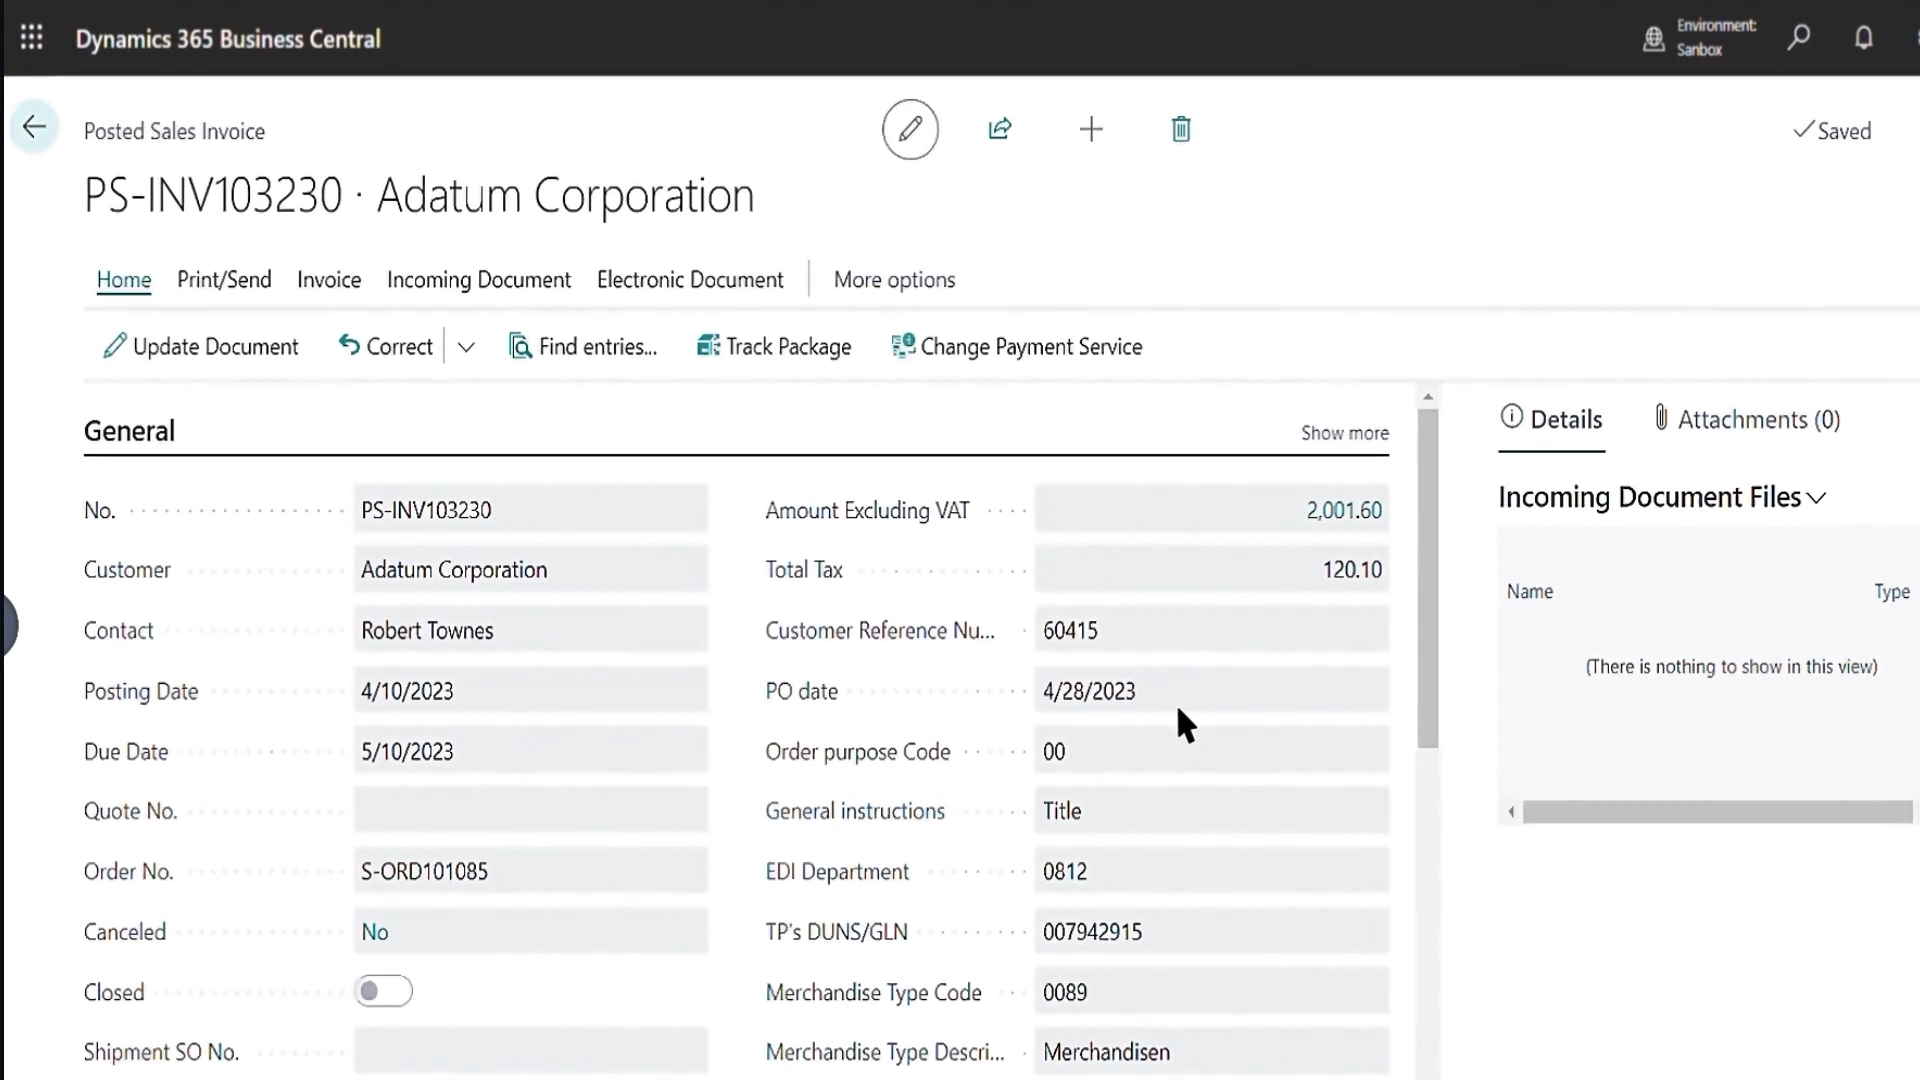 Dynamics 365 Business Central
Environment:
Sanbox
Posted Sales Invoice
Saved
PS-INV103230 · Adatum Corporation
Home
Print/Send
Invoice
Incoming Document
Electronic Document
More options
Update Document
Correct
Find entries...
Track Package
Change Payment Service
General
Show more
No. PS-INV103230
Customer Adatum Corporation
Contact Robert Townes
Posting Date 4/10/2023
Due Date 5/10/2023
Quote No.
Order No. S-ORD101085
Canceled No
Closed
Shipment SO No.
Amount Excluding VAT 2,001.60
Total Tax 120.10
Customer Reference Nu... 60415
PO date 4/28/2023
Order purpose Code 00
General instructions Title
EDI Department 0812
TP's DUNS/GLN 007942915
Merchandise Type Code 0089
Merchandise Type Descri... Merchandisen
Details
Attachments (0)
Incoming Document Files
Name Type
(There is nothing to show in this view)